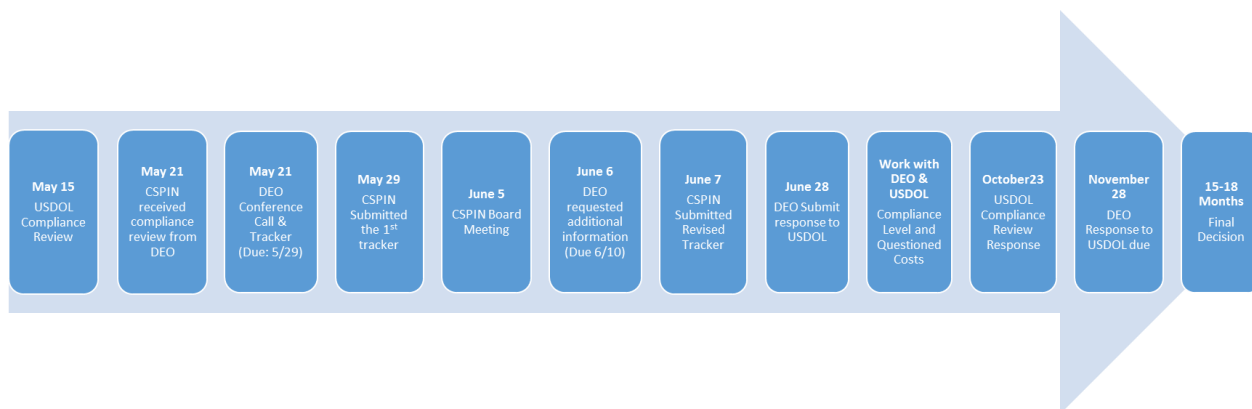 May 15
USDOL
Compliance
Review
May 21
CSPIN
received
compliance
review from
DEO
May 21
DEO
Conference
Call &
Tracker
(Due: 5/29)
May 29
CSPIN
Submitted
the 1st
tracker
June 5
CSPIN Board
Meeting
June 6
DEO
requested
additional
information
(Due 6/10)
June 7
CSPIN
Submitted
Revised
Tracker
June 28
DEO Submit
response to
USDOL
Work with
DEO &
USDOL
Compliance
Level and
Questioned
Costs
October23
USDOL
Compliance
Review
Response
November
28
DEO
Response to
USDOL due
15-18
Months
Final
Decision